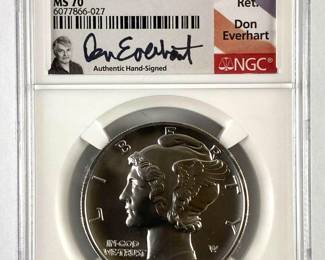 MS 70
6077866-027
Ret.
Don
Everhart
Don Everhart
Authentic Hand-Signed
NGC
LIBERTY
IN·GOD
WE·TRUST